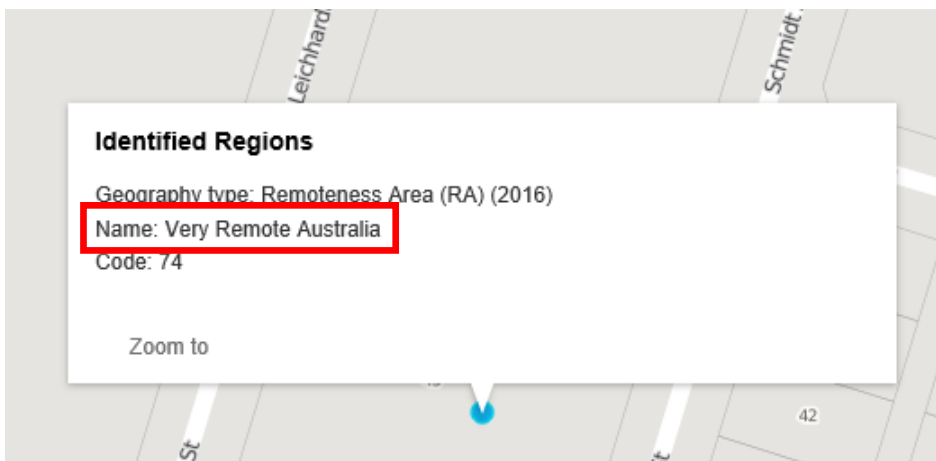 Leichhard
Schmidt
Identified Regions
Geography type: Remoteness Area (RA) (2016)
Name: Very Remote Australia
Code: 74
Zoom to
42
St